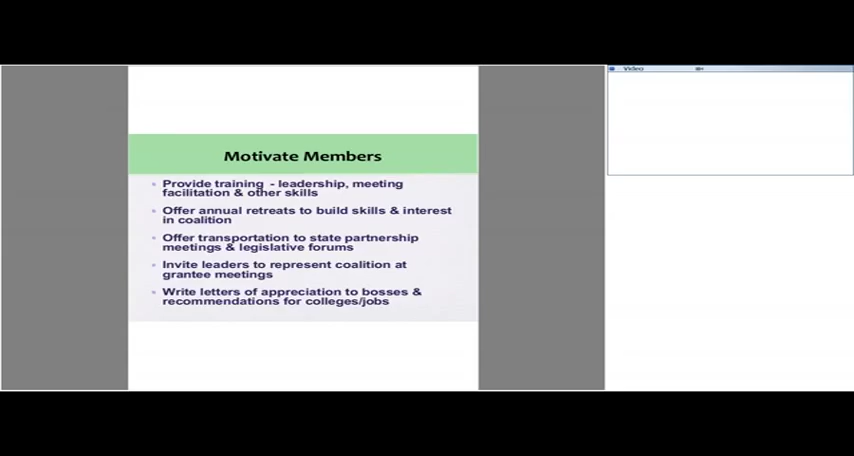 Video
Motivate Members
Provide training - leadership, meeting
facilitation & other skills
Offer annual retreats to build skills & interest
in coalition
Offer transportation to state partnership
meetings & legislative forums
Invite leaders to represent coalition at
grantee meetings
Write letters of appreciation to bosses &
recommendations for colleges/jobs